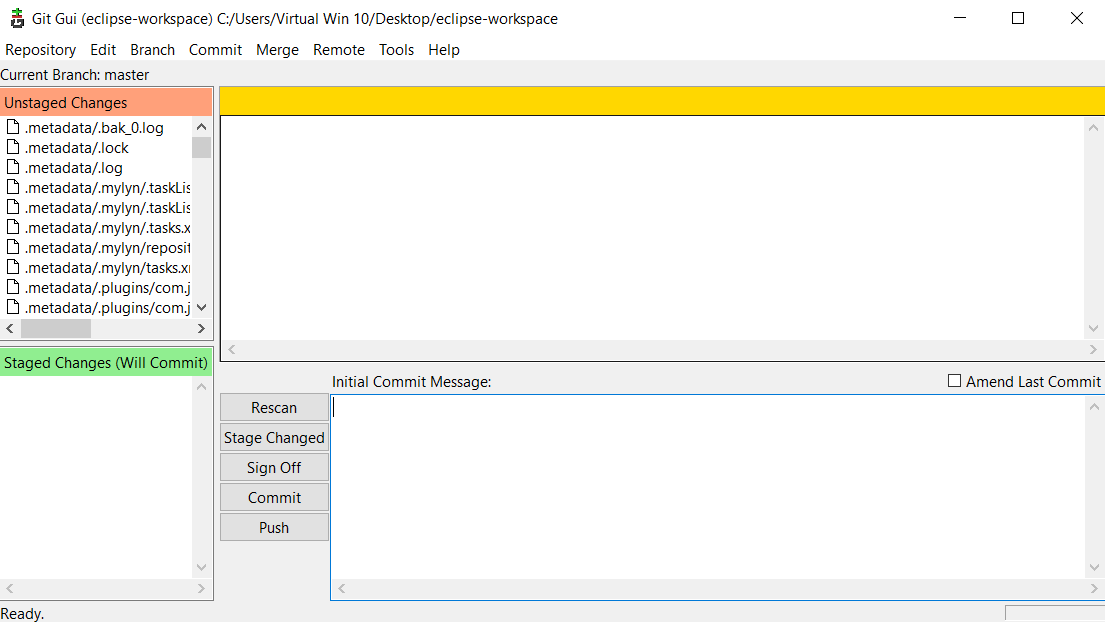 Git Gui (eclipse-workspace) C:/Users/Virtual Win 10/Desktop/eclipse-workspace
Repository Edit Branch Commit Merge Remote Tools Help
Current Branch: master
Unstaged Changes
.metadata/.bak_0.log
.metadata/.lock
.metadata/.log
.metadata/.mylyn/.taskLis
.metadata/.mylyn/.taskLis
.metadata/.mylyn/.tasks.x
.metadata/.mylyn/reposit
.metadata/.mylyn/tasks.x
.metadata/.plugins/com.j
.metadata/.plugins/com.j
Staged Changes (Will Commit)
Initial Commit Message:
Amend Last Commit
Rescan
Stage Changed
Sign Off
Commit
Push
Ready.